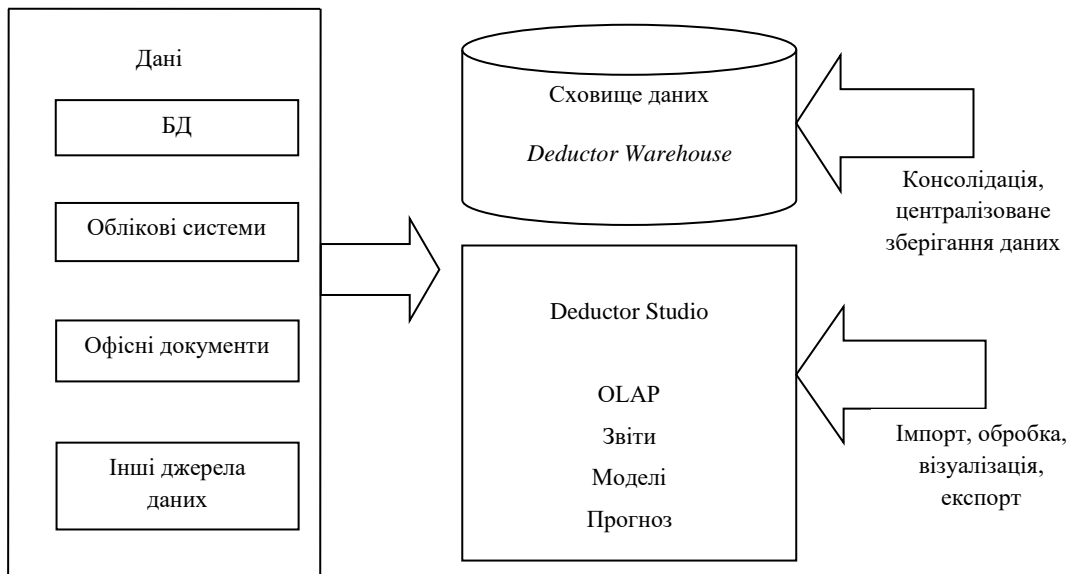 Дані
БД
Облікові системи
Офісні документи
Інші джерела
даних
Сховище даних
Deductor Warehouse
Консолідація,
централізоване
зберігання даних
Deductor Studio
OLAP
Звіти
Моделі
Прогноз
Імпорт, обробка,
візуалізація,
експорт